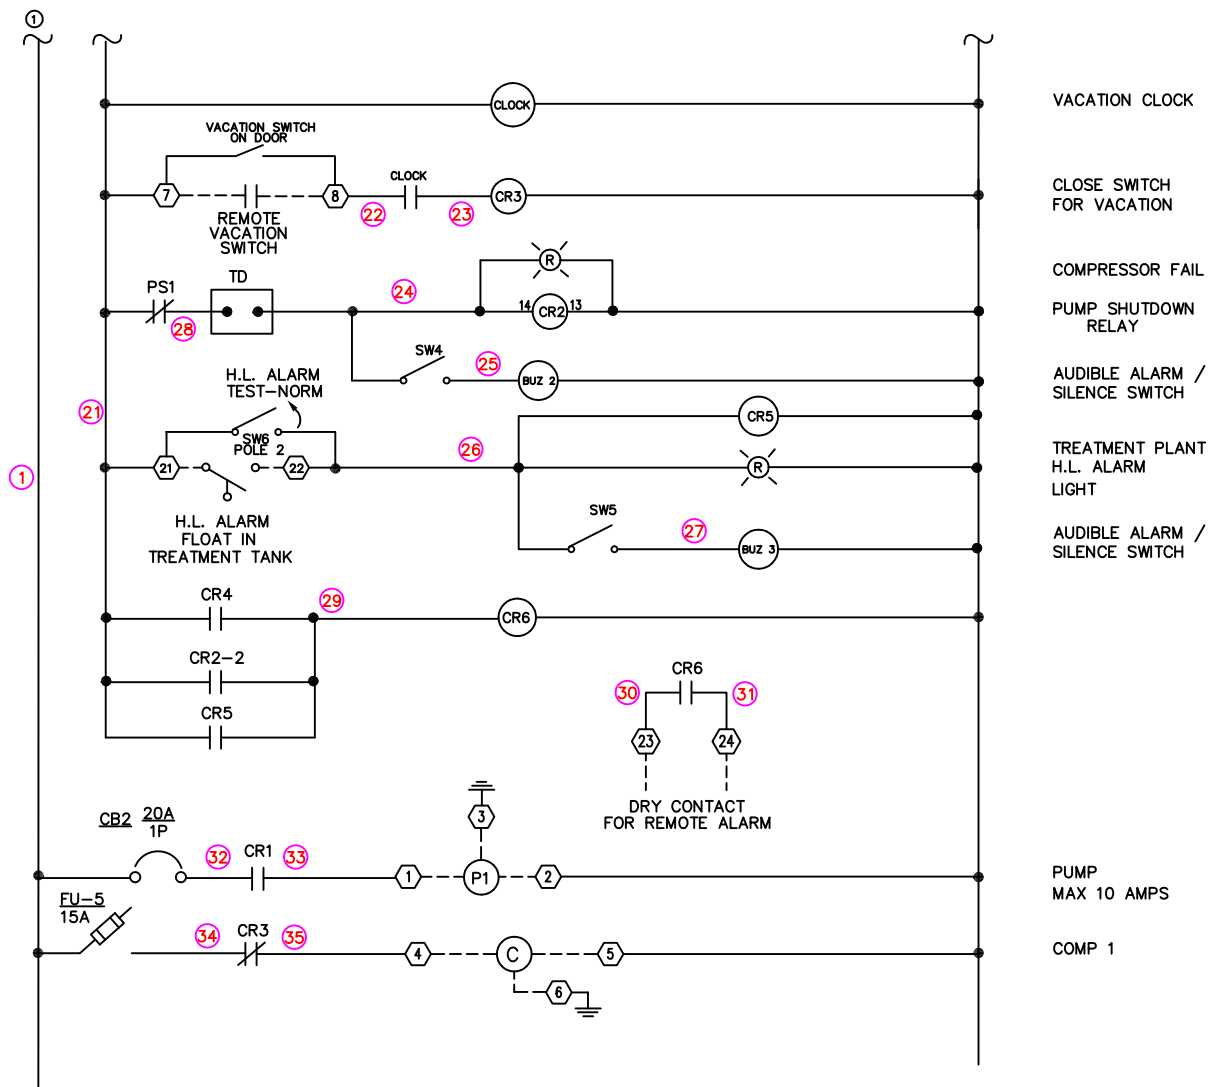 1
CLOCK
VACATION CLOCK
VACATION SWITCH
ON DOOR
7
8
CLOCK
22
23
CR3
REMOTE
VACATION
SWITCH
CLOSE SWITCH
FOR VACATION
R
COMPRESSOR FAIL
PS1
TD
28
24
14
CR2
13
PUMP SHUTDOWN
RELAY
SW4
25
BUZ 2
AUDIBLE ALARM /
SILENCE SWITCH
H.L. ALARM
TEST-NORM
21
SW6
POLE 2
21
22
26
CR5
R
TREATMENT PLANT
H.L. ALARM
LIGHT
1
H.L. ALARM
FLOAT IN
TREATMENT TANK
SW5
27
BUZ 3
AUDIBLE ALARM /
SILENCE SWITCH
CR4
29
CR6
CR2-2
CR5
CR6
30
31
23
24
DRY CONTACT
FOR REMOTE ALARM
3
CB2
20A
1P
32
CR1
33
1
P1
2
PUMP
MAX 10 AMPS
FU-5
15A
34
CR3
35
4
C
5
6
COMP 1